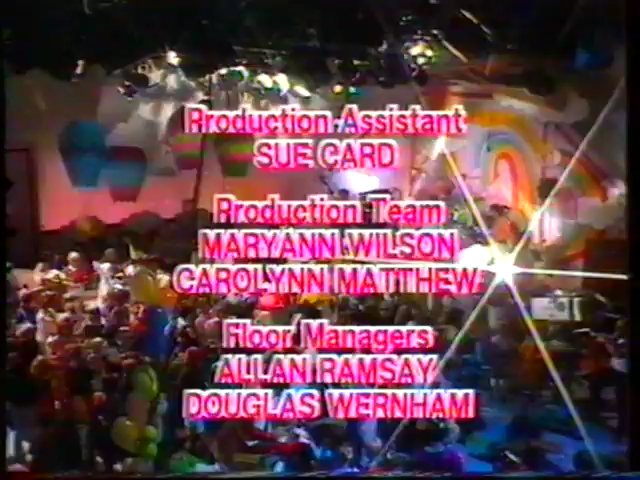 Production Assistant
SUE CARD
Production Team
MARYANN WILSON
CAROLYNN MATTHEW
Floor Managers
ALLAN RAMSAY
DOUGLAS WERNHAM